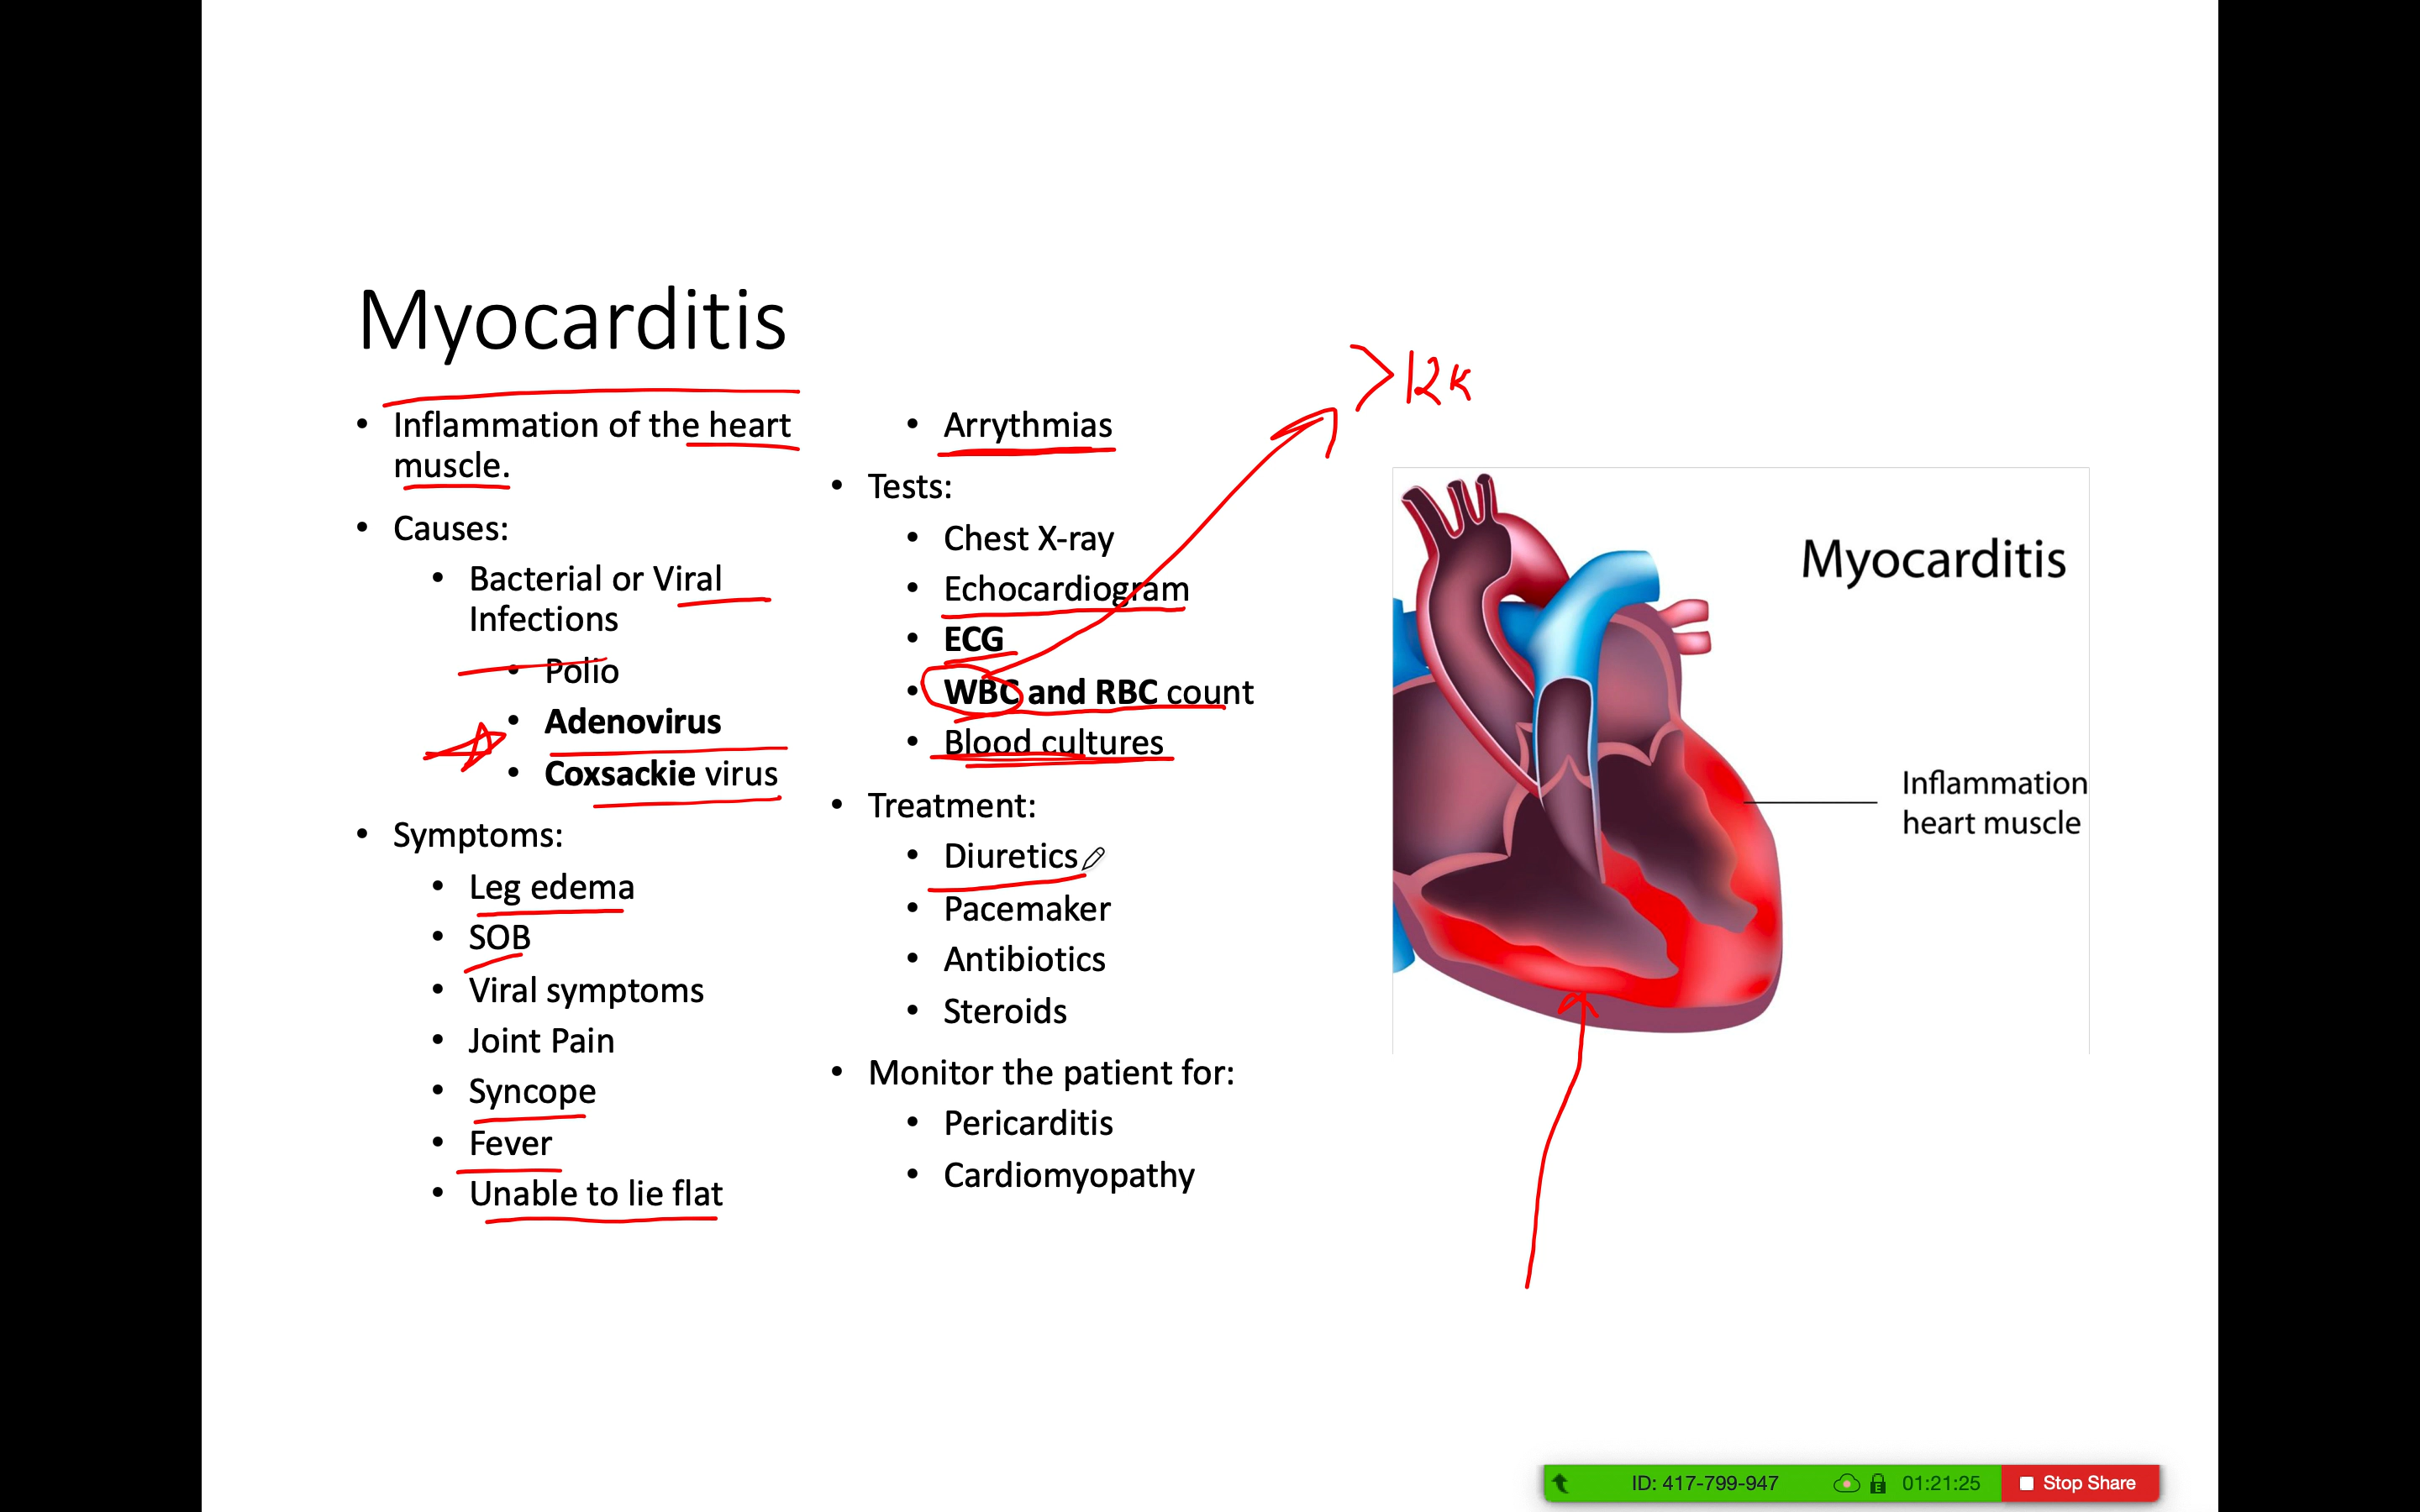 Myocarditis
• Inflammation of the heart
muscle.
• Causes:
• Bacterial or Viral
Infections
• Polio
• Adenovirus
• Coxsackie virus
• Symptoms:
• Leg edema
• SOB
• Viral symptoms
• Joint Pain
• Syncope
• Fever
• Unable to lie flat
• Arrythmias
• Tests:
• Chest X-ray
• Echocardiogram
• ECG
• WBC and RBC count
• Blood cultures
• Treatment:
• Diuretics
• Pacemaker
• Antibiotics
• Steroids
• Monitor the patient for:
• Pericarditis
• Cardiomyopathy
>12K
Myocarditis
Inflammation
heart muscle
ID: 417-799-947 01:21:25 Stop Share